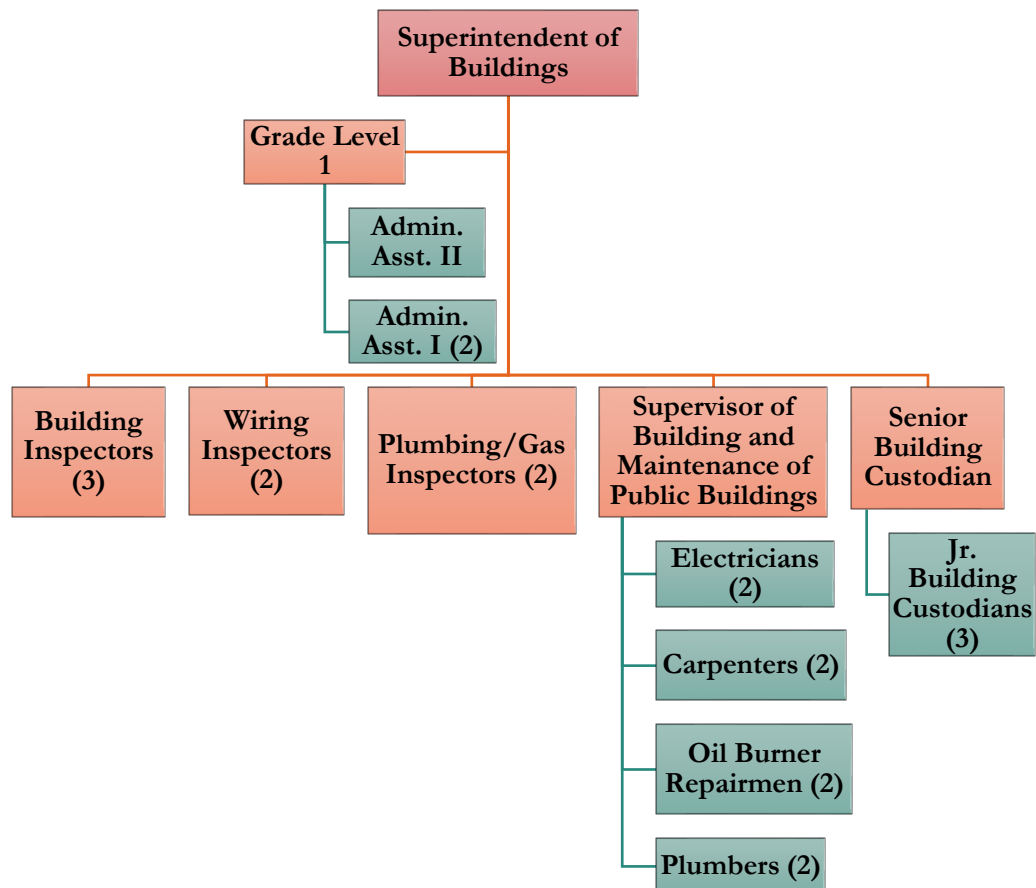 Superintendent of
Buildings
Grade Level
1
Admin.
Asst. II
Admin.
Asst. I (2)
Building
Inspectors
(3)
Wiring
Inspectors
(2)
Plumbing/Gas
Inspectors (2)
Supervisor of
Building and
Maintenance of
Public Buildings
Senior
Building
Custodian
Electricians
(2)
Carpenters (2)
Oil Burner
Repairmen (2)
Plumbers (2)
Jr.
Building
Custodians
(3)